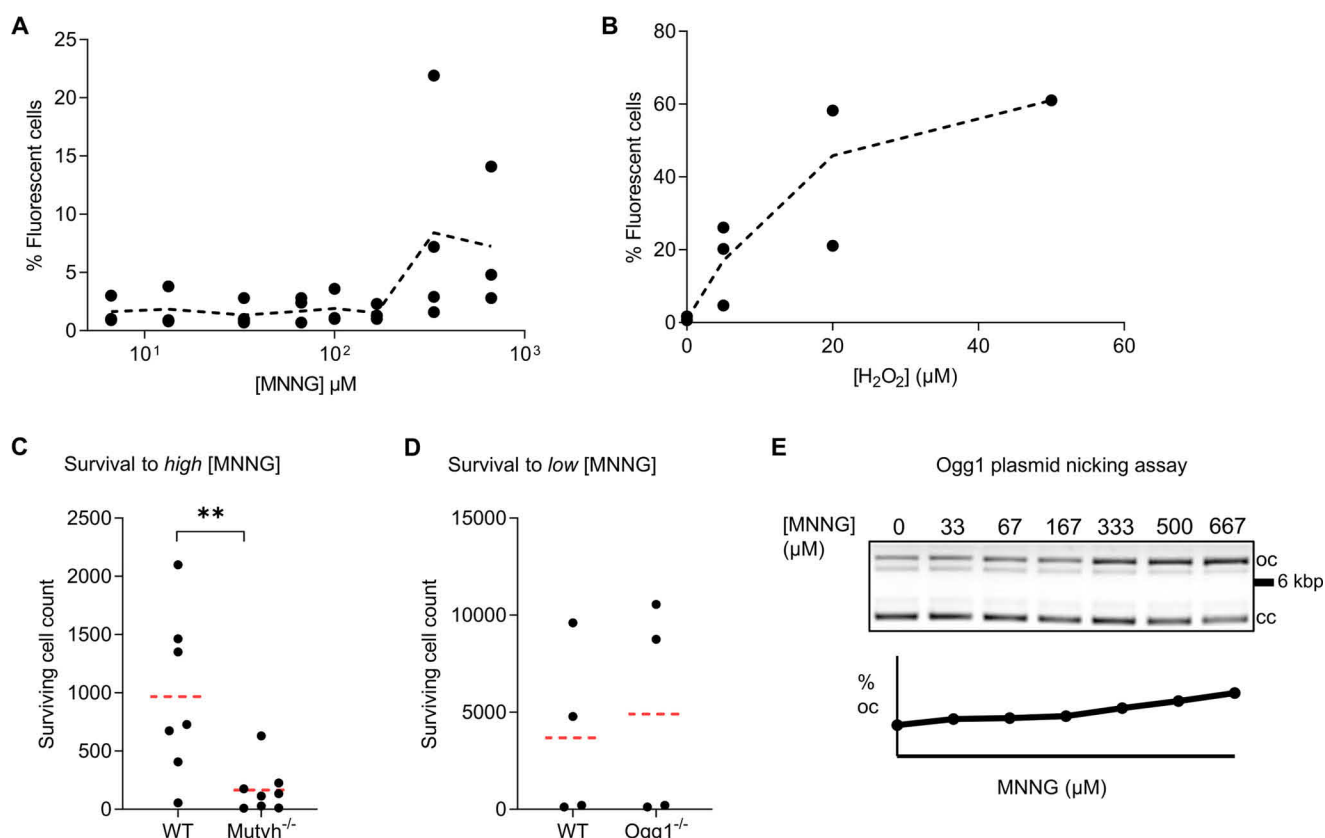 A
25
20
15
10
5
0
% Fluorescent cells
10¹ 10² 10³
[MNNG] µM
B
100
80
60
40
20
0
% Fluorescent cells
0 20 40 60
[H₂O₂] (µM)
C
Survival to high [MNNG]
**
2500
2000
1500
1000
500
0
Surviving cell count
WT Mutyh⁻/⁻
D
Survival to low [MNNG]
15000
10000
5000
0
Surviving cell count
WT Ogg1⁻/⁻
E
Ogg1 plasmid nicking assay
[MNNG] 0 33 67 167 333 500 667
(µM)
oc
6 kbp
cc
%
oc
MNNG (µM)